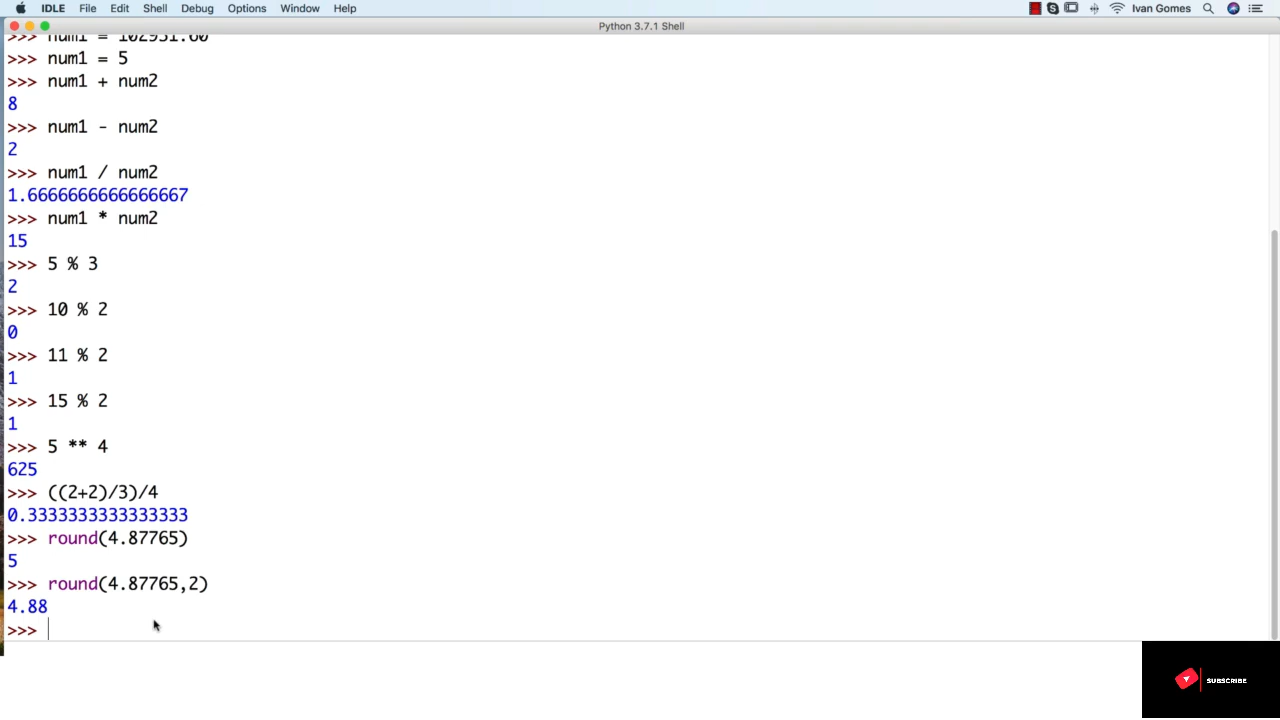 IDLE File Edit Shell Debug Options Window Help Ivan Gomes
Python 3.7.1 Shell
>>> num1 = 102931.60
>>> num1 = 5
>>> num1 + num2
8
>>> num1 - num2
2
>>> num1 / num2
1.6666666666666667
>>> num1 * num2
15
>>> 5 % 3
2
>>> 10 % 2
0
>>> 11 % 2
1
>>> 15 % 2
1
>>> 5 ** 4
625
>>> ((2+2)/3)/4
0.3333333333333333
>>> round(4.87765)
5
>>> round(4.87765,2)
4.88
>>>
SUBSCRIBE